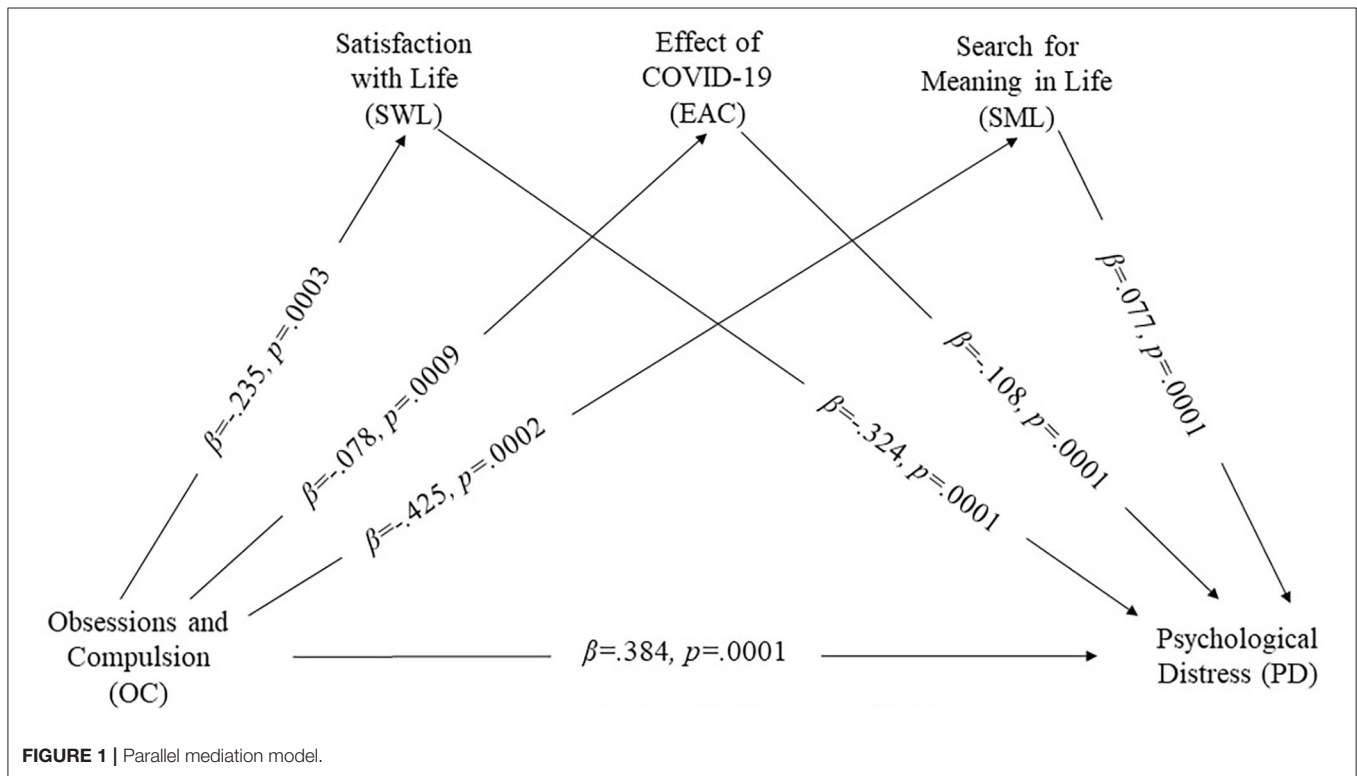 Satisfaction
with Life
(SWL)
Effect of
COVID-19
(EAC)
Search for
Meaning in Life
(SML)
β=-.235, p=.0003
β=-.078, p=.0009
β=-.425, p=.0002
β=-.324, p=.0001
β=-.108, p=.0001
β=.077, p=.0001
Obsessions and
Compulsion
(OC)
β=.384, p=.0001
Psychological
Distress (PD)
FIGURE 1 | Parallel mediation model.